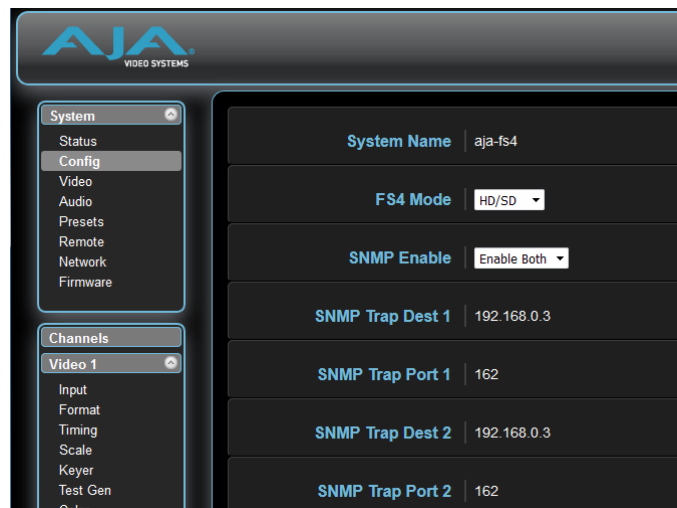 AJA
VIDEO SYSTEMS
System
Status
Config
Video
Audio
Presets
Remote
Network
Firmware
Channels
Video 1
Input
Format
Timing
Scale
Keyer
Test Gen
System Name aja-fs4
FS4 Mode HD/SD
SNMP Enable Enable Both
SNMP Trap Dest 1 192.168.0.3
SNMP Trap Port 1 162
SNMP Trap Dest 2 192.168.0.3
SNMP Trap Port 2 162